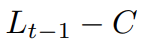 L_{t-1} - C